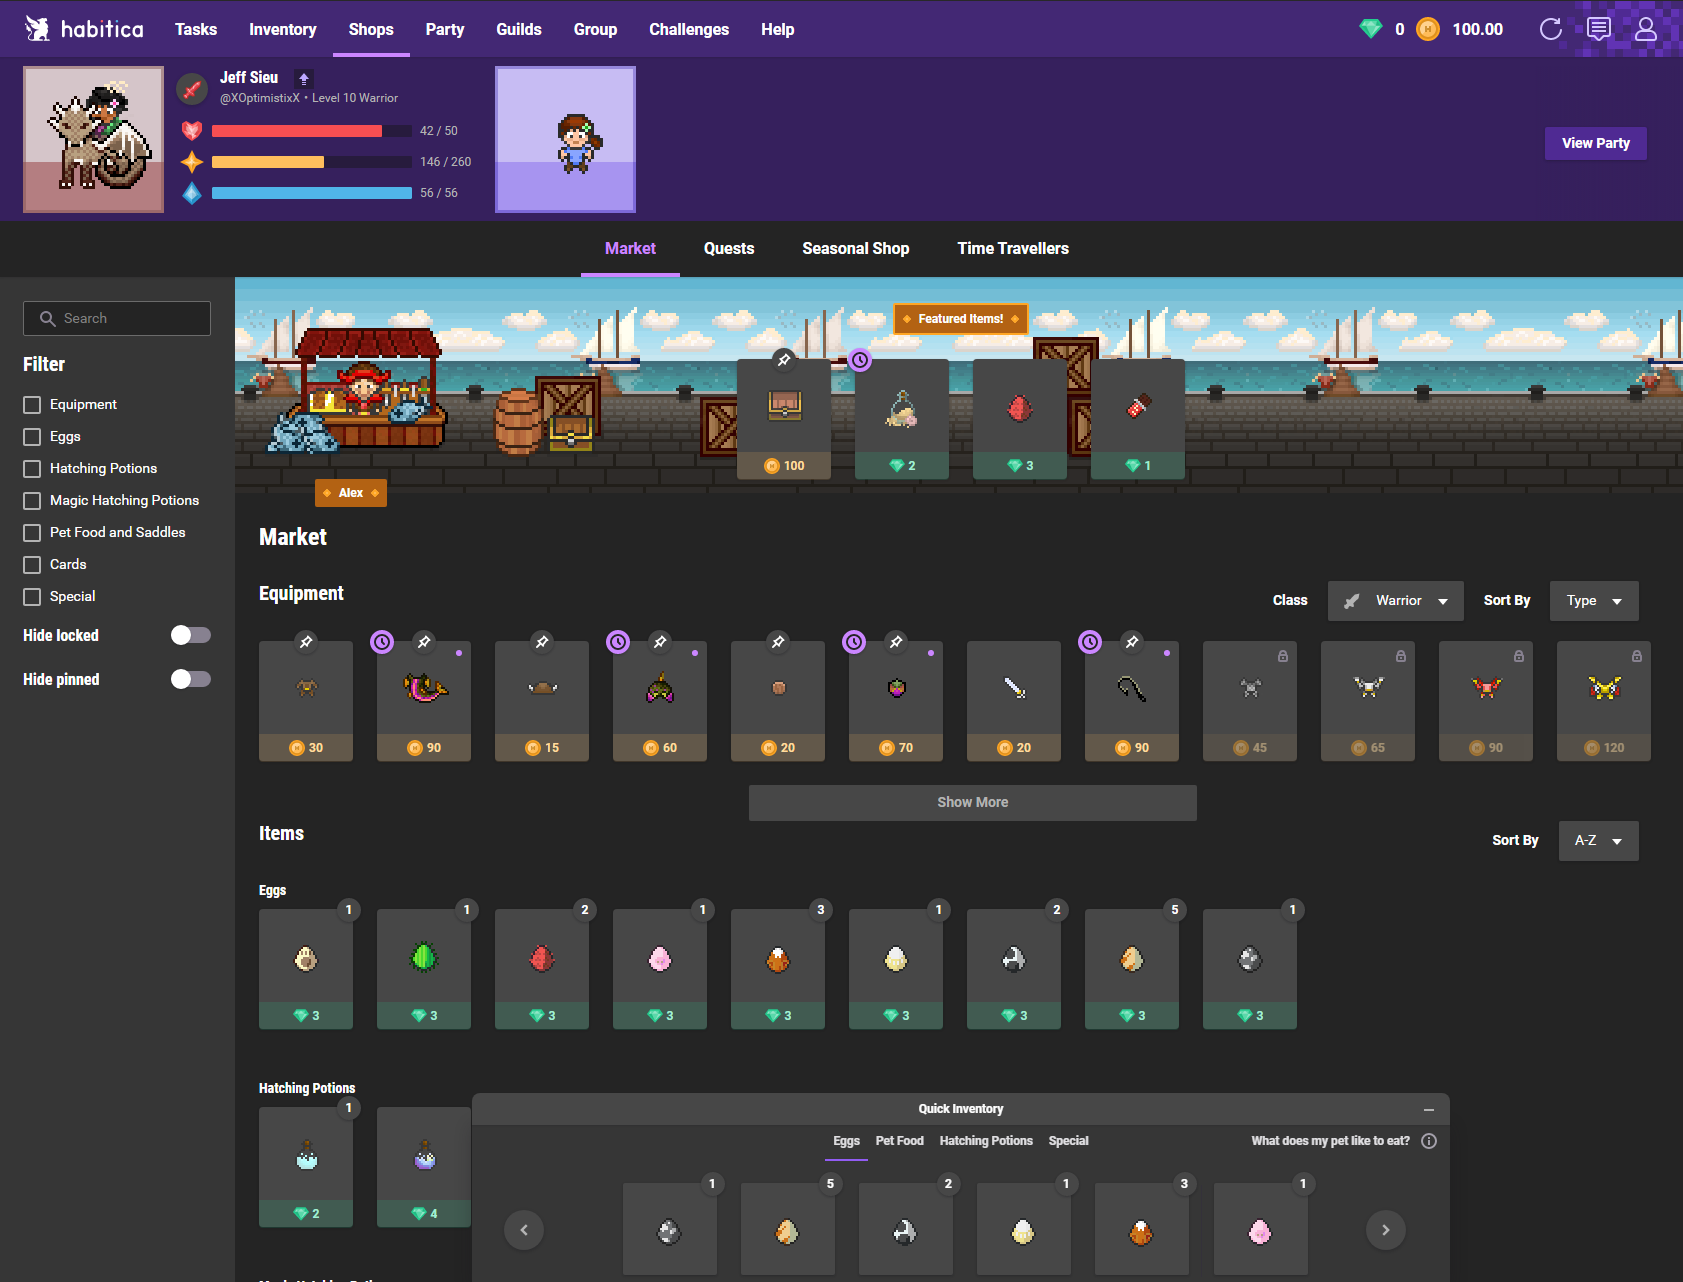 habitica Tasks Inventory Shops Party Guilds Group Challenges Help 0 100.00
Jeff Sieu
@XOptimistixX • Level 10 Warrior
42 / 50
146 / 260
56 / 56
View Party
Market Quests Seasonal Shop Time Travellers
Search
Filter
Equipment
Eggs
Hatching Potions
Magic Hatching Potions
Pet Food and Saddles
Cards
Special
Hide locked
Hide pinned
Featured Items!
100 2 3 1
Alex
Market
Equipment
Class Warrior Sort By Type
30 90 15 60 20 70 20 90 45 65 90 120
Show More
Items
Sort By A-Z
Eggs
1 1 2 1 3 1 2 5 1
3 3 3 3 3 3 3 3 3
Hatching Potions
1
2 4
Quick Inventory
Eggs Pet Food Hatching Potions Special What does my pet like to eat?
1 5 2 1 3 1